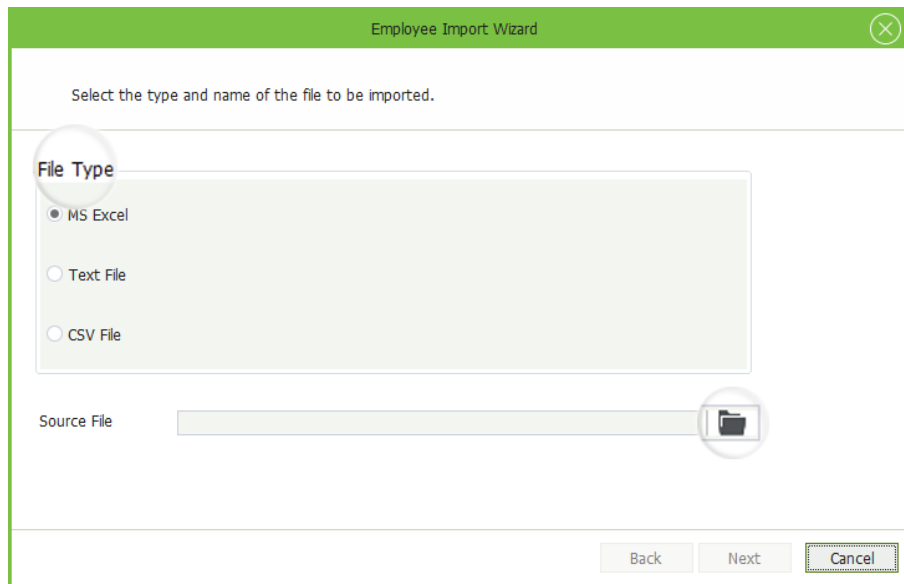 Employee Import Wizard
Select the type and name of the file to be imported.
File Type
MS Excel
Text File
CSV File
Source File
Back Next Cancel